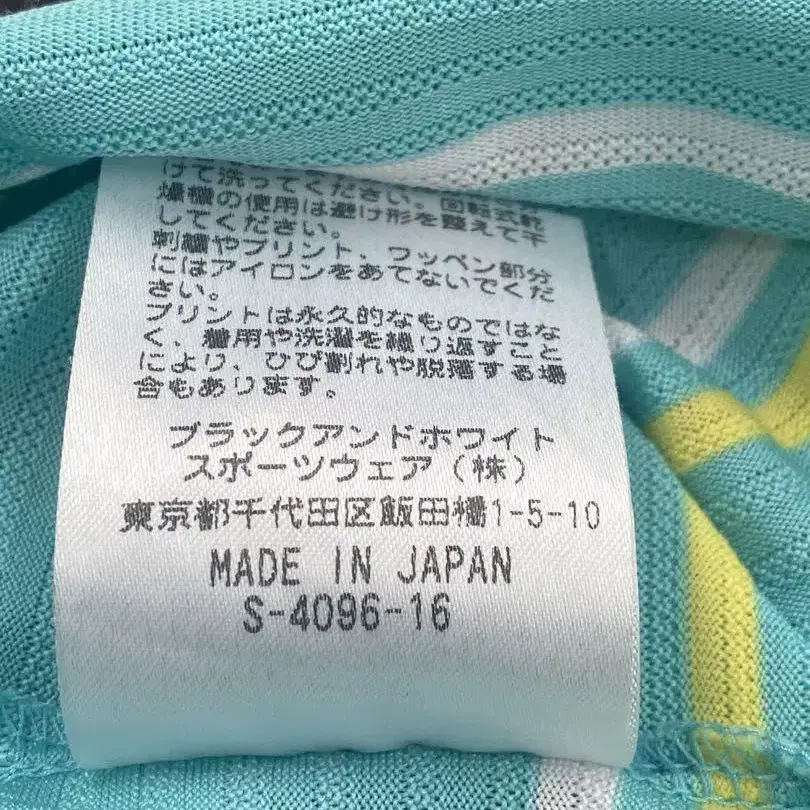 けて洗ってください。回転式乾
燥機の使用は避け形を整えて干
してください。
刺繍やプリント、ワッペン部分
にはアイロンをあてないでくだ
さい。
プリントは永久的なものではな
く、着用や洗濯を繰り返すこと
により、ひび割れや脱落する場
合もあります。
ブラックアンドホワイト
スポーツウェア(株)
東京都千代田区飯田橋1-5-10
MADE IN JAPAN
S-4096-16